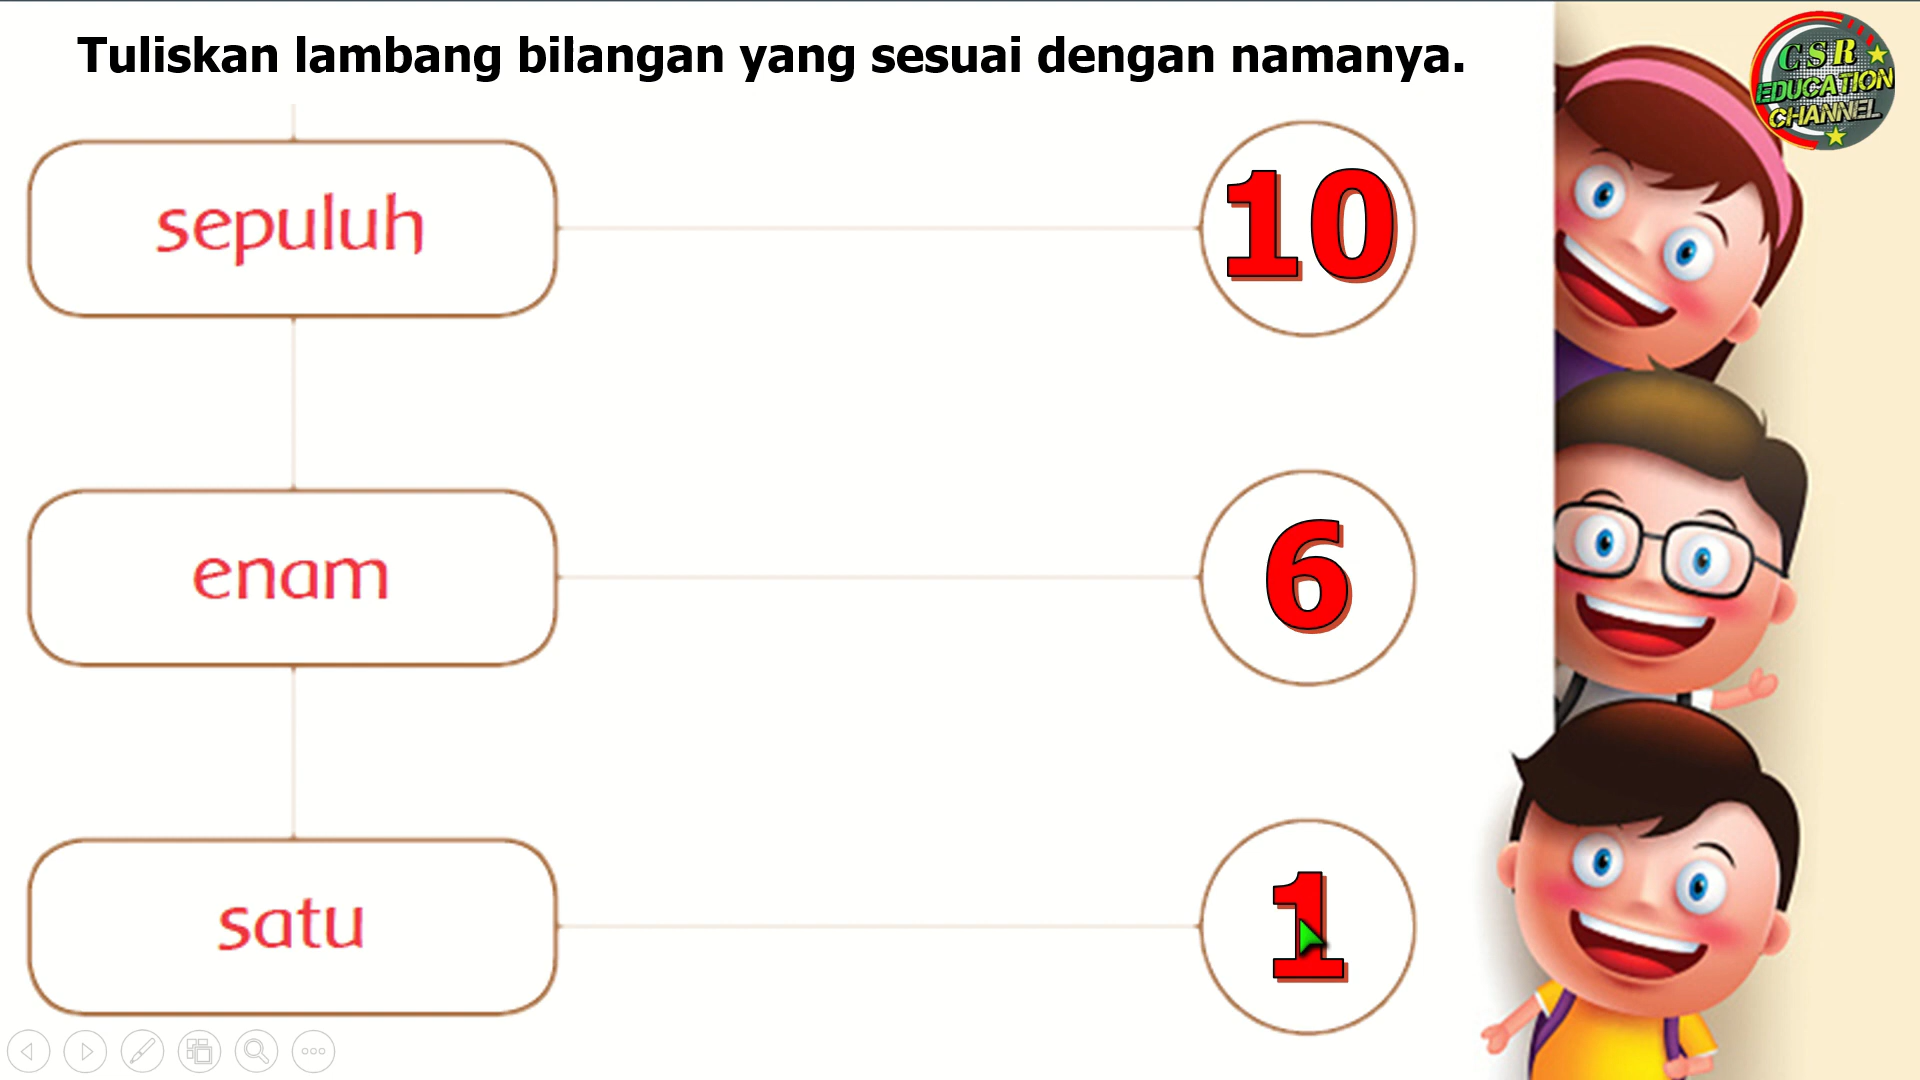 Tuliskan lambang bilangan yang sesuai dengan namanya.
CSR
EDUCATION
CHANNEL
sepuluh
10
enam
6
satu
1